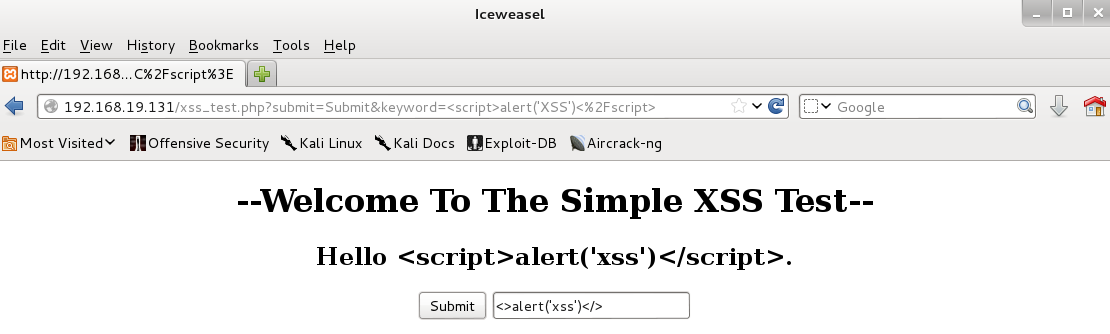 Iceweasel
File Edit View History Bookmarks Tools Help
http://192.168...C%2Fscript%3E
192.168.19.131/xss_test.php?submit=Submit&keyword=<script>alert('XSS')<%2Fscript>
Google
Most Visited Offensive Security Kali Linux Kali Docs Exploit-DB Aircrack-ng
--Welcome To The Simple XSS Test--
Hello <script>alert('xss')</script>.
Submit <>alert('xss')</>